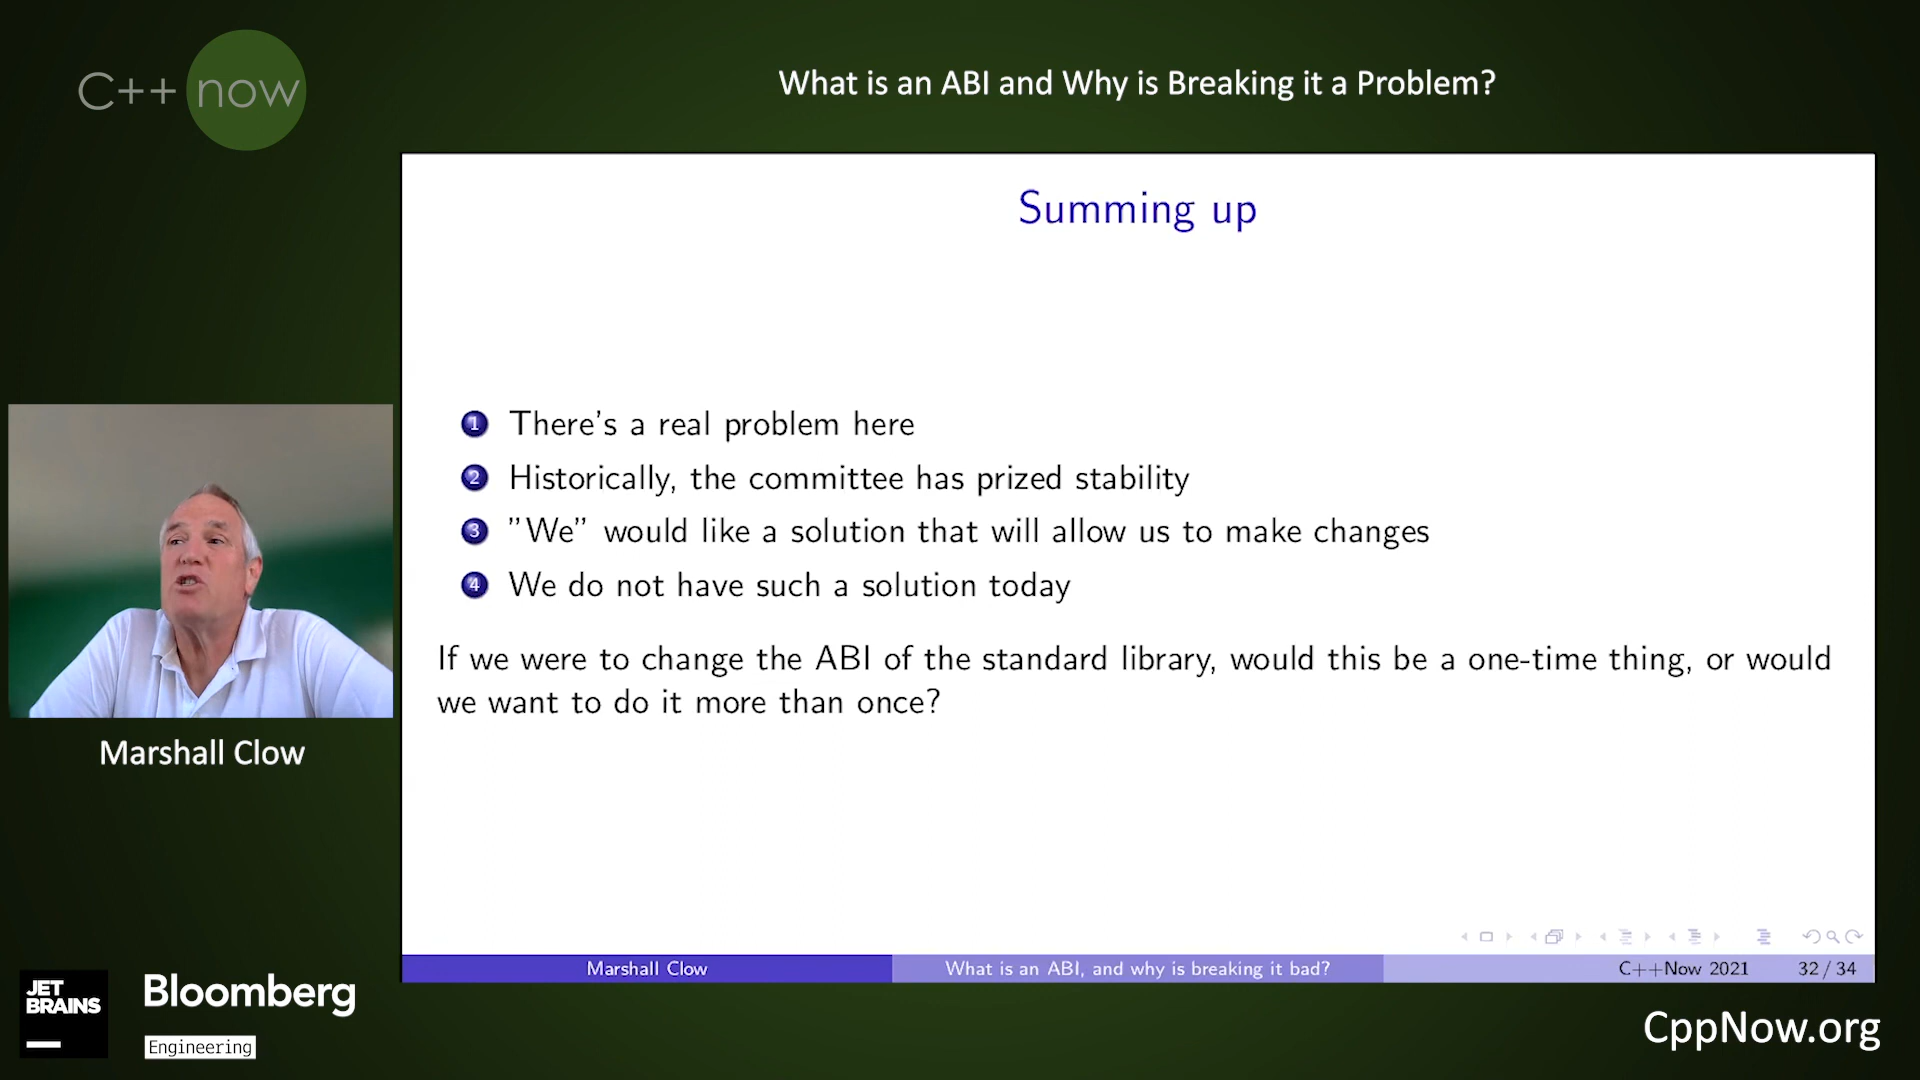 C++ now
What is an ABI and Why is Breaking it a Problem?
Summing up
1 There's a real problem here
2 Historically, the committee has prized stability
3 "We" would like a solution that will allow us to make changes
4 We do not have such a solution today
If we were to change the ABI of the standard library, would this be a one-time thing, or would
we want to do it more than once?
Marshall Clow
Marshall Clow
What is an ABI, and why is breaking it bad?
C++Now 2021
32 / 34
JET
BRAINS
Bloomberg
Engineering
CppNow.org